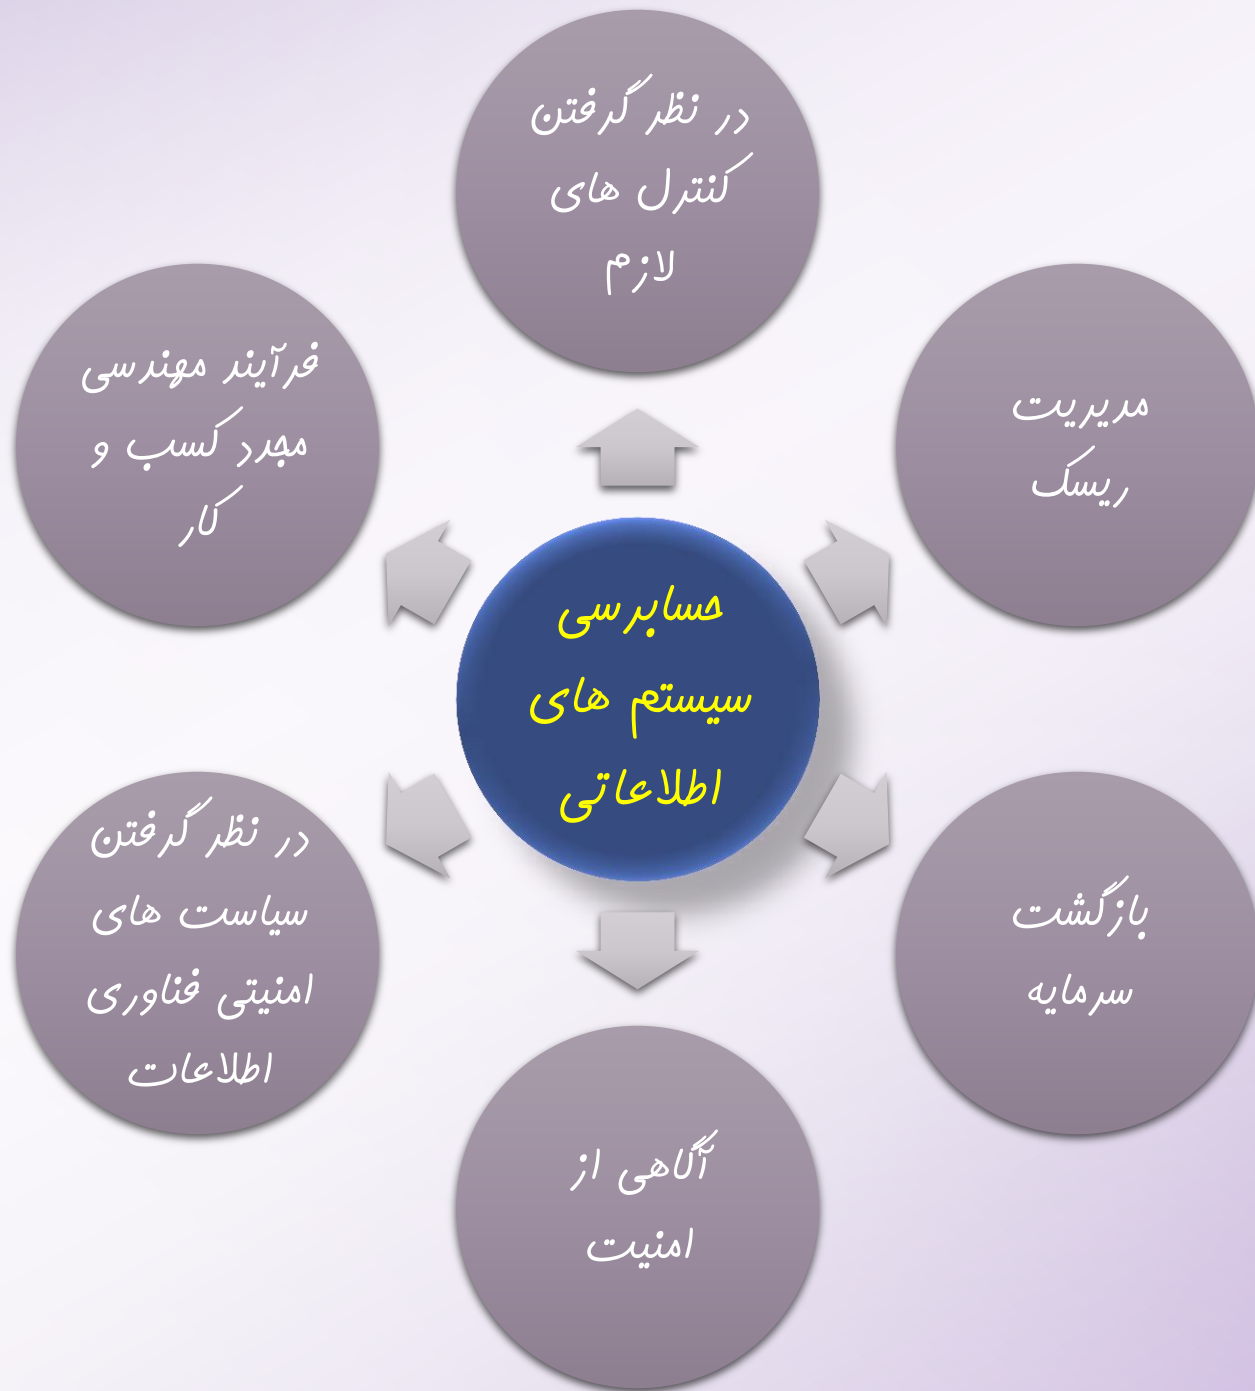 در نظر گرفتن
کنترل های
لازم
مدیریت
ریسک
بازگشت
سرمایه
آگاهی از
امنیت
در نظر گرفتن
سیاست های
امنیتی فناوری
اطلاعات
فرآیند مهندسی
مجدد کسب و
کار
حسابرسی
سیستم های
اطلاعاتی